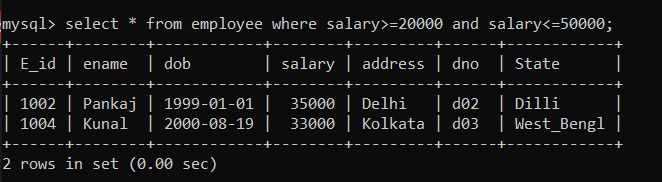 mysql> select * from employee where salary>=20000 and salary<=50000;
+------+--------+------------+--------+---------+------+------------+
| E_id | ename  | dob        | salary | address | dno  | State      |
+------+--------+------------+--------+---------+------+------------+
| 1002 | Pankaj | 1999-01-01 |  35000 | Delhi   | d02  | Dilli      |
| 1004 | Kunal  | 2000-08-19 |  33000 | Kolkata | d03  | West_Bengl |
+------+--------+------------+--------+---------+------+------------+
2 rows in set (0.00 sec)